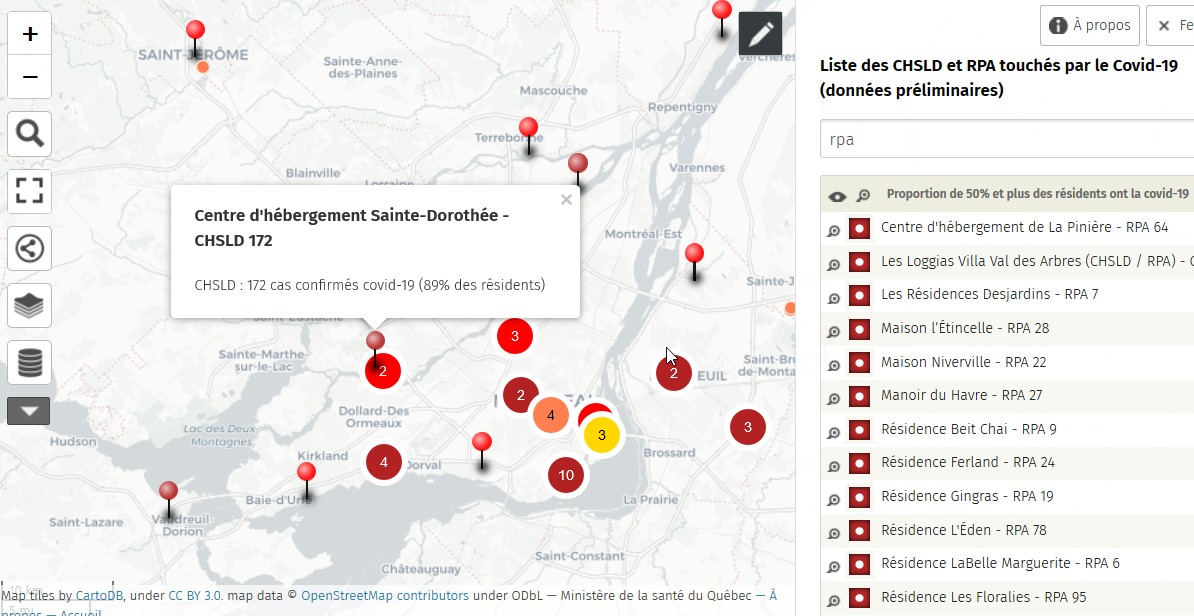 +
−
SAINT-JÉRÔME
Sainte-Anne-
des-Plaines
Mascouche
Repentigny
Terrebonne
Varennes
Blainville
Lorraine
Centre d'hébergement Sainte-Dorothée -
CHSLD 172
×
CHSLD : 172 cas confirmés covid-19 (89% des résidents)
Montréal-Est
Saint-Eustache
3
Sainte-Marthe-
sur-le-Lac
2
2
EUIL
2
4
Dollard-Des
Ormeaux
3
3
Lac des Deux
Montagnes
Hudson
Kirkland
4
Dorval
10
Brossard
Baie-d'Urfé
La Prairie
Saint-Lazare
Vaudreuil-
Dorion
Saint-Constant
Châteauguay
Map tiles by CartoDB, under CC BY 3.0. map data © OpenStreetMap contributors under ODbL — Ministère de la santé du Québec — À
propos — Accueil
À propos
× Fe
Liste des CHSLD et RPA touchés par le Covid-19
(données préliminaires)
rpa
Proportion de 50% et plus des résidents ont la covid-19
Centre d'hébergement de La Pinière - RPA 64
Les Loggias Villa Val des Arbres (CHSLD / RPA) - C
Les Résidences Desjardins - RPA 7
Maison l’Étincelle - RPA 28
Maison Niverville - RPA 22
Manoir du Havre - RPA 27
Résidence Beit Chai - RPA 9
Résidence Ferland - RPA 24
Résidence Gingras - RPA 19
Résidence L'Éden - RPA 78
Résidence LaBelle Marguerite - RPA 6
Résidence Les Floralies - RPA 95